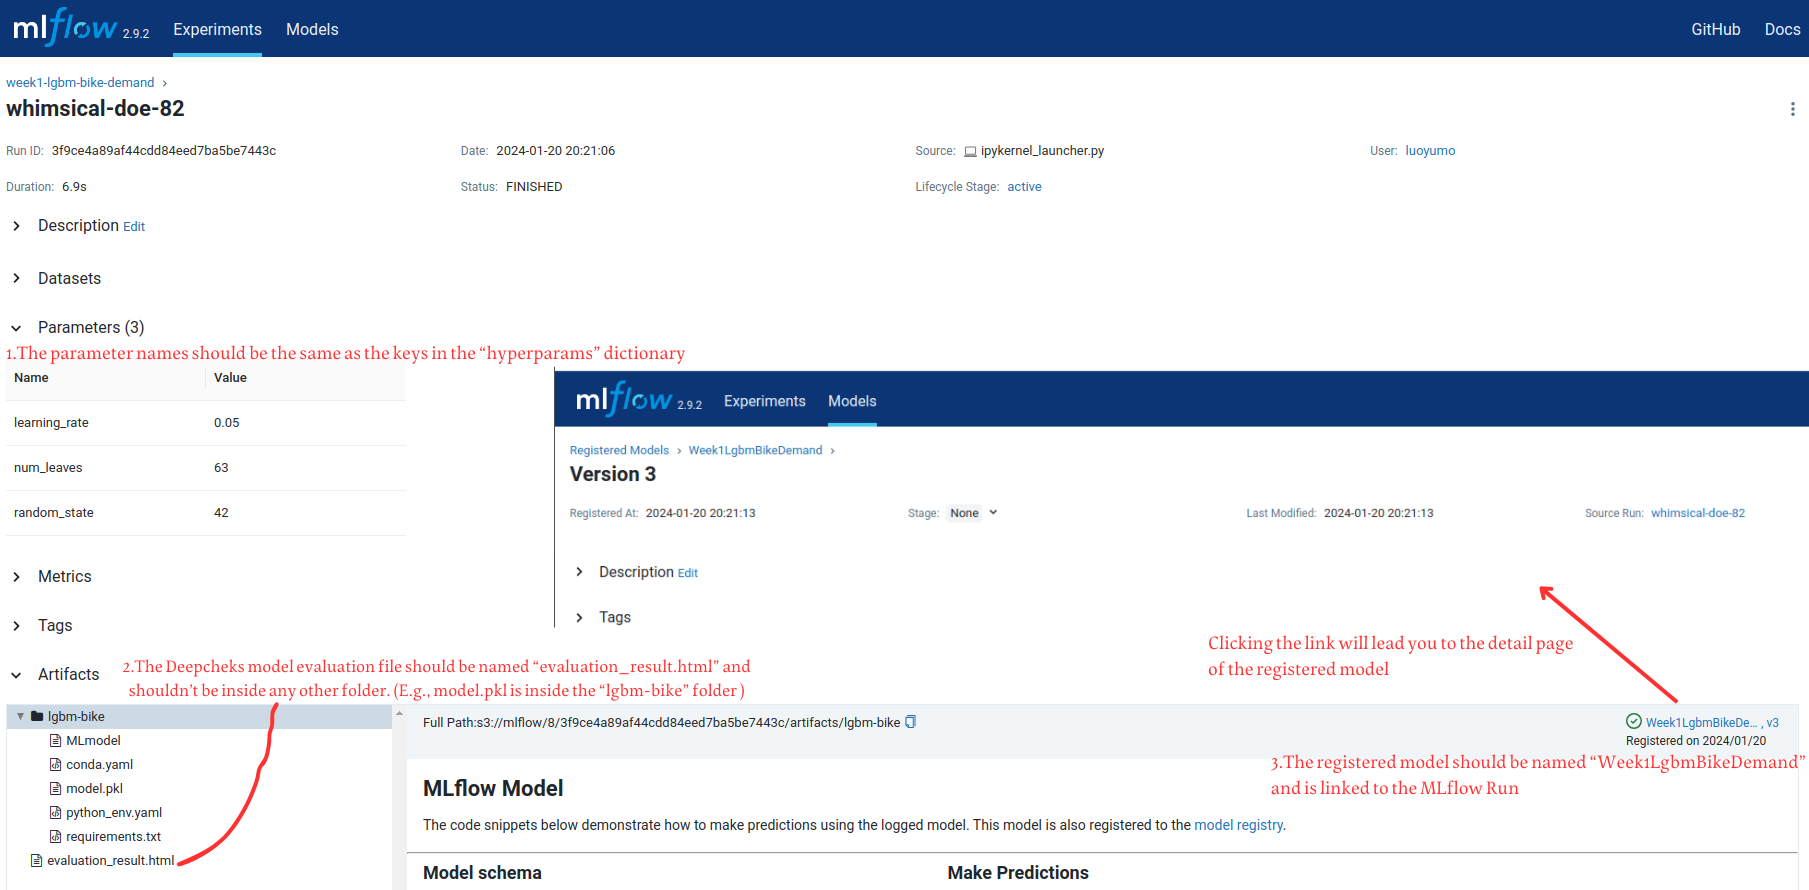 mlflow 2.9.2 Experiments Models GitHub Docs
week1-lgbm-bike-demand >
whimsical-doe-82
Run ID: 3f9ce4a89af44cdd84eed7ba5be7443c Date: 2024-01-20 20:21:06 Source: ipykernel_launcher.py User: luoyumo
Duration: 6.9s Status: FINISHED Lifecycle Stage: active
Description Edit
Datasets
Parameters (3)
1.The parameter names should be the same as the keys in the “hyperparams” dictionary
Name Value
learning_rate 0.05
num_leaves 63
random_state 42
mlflow 2.9.2 Experiments Models
Registered Models > Week1LgbmBikeDemand >
Version 3
Registered At: 2024-01-20 20:21:13 Stage: None Last Modified: 2024-01-20 20:21:13 Source Run: whimsical-doe-82
Description Edit
Tags
Metrics
Tags
Clicking the link will lead you to the detail page
of the registered model
Artifacts
2.The Deepcheks model evaluation file should be named “evaluation_result.html” and
shouldn't be inside any other folder. (E.g., model.pkl is inside the “lgbm-bike” folder )
lgbm-bike
MLmodel
conda.yaml
model.pkl
python_env.yaml
requirements.txt
evaluation_result.html
Full Path:s3://mlflow/8/3f9ce4a89af44cdd84eed7ba5be7443c/artifacts/lgbm-bike
Week1LgbmBikeDe... , v3
Registered on 2024/01/20
3.The registered model should be named “Week1LgbmBikeDemand”
and is linked to the MLflow Run
MLflow Model
The code snippets below demonstrate how to make predictions using the logged model. This model is also registered to the model registry.
Model schema Make Predictions